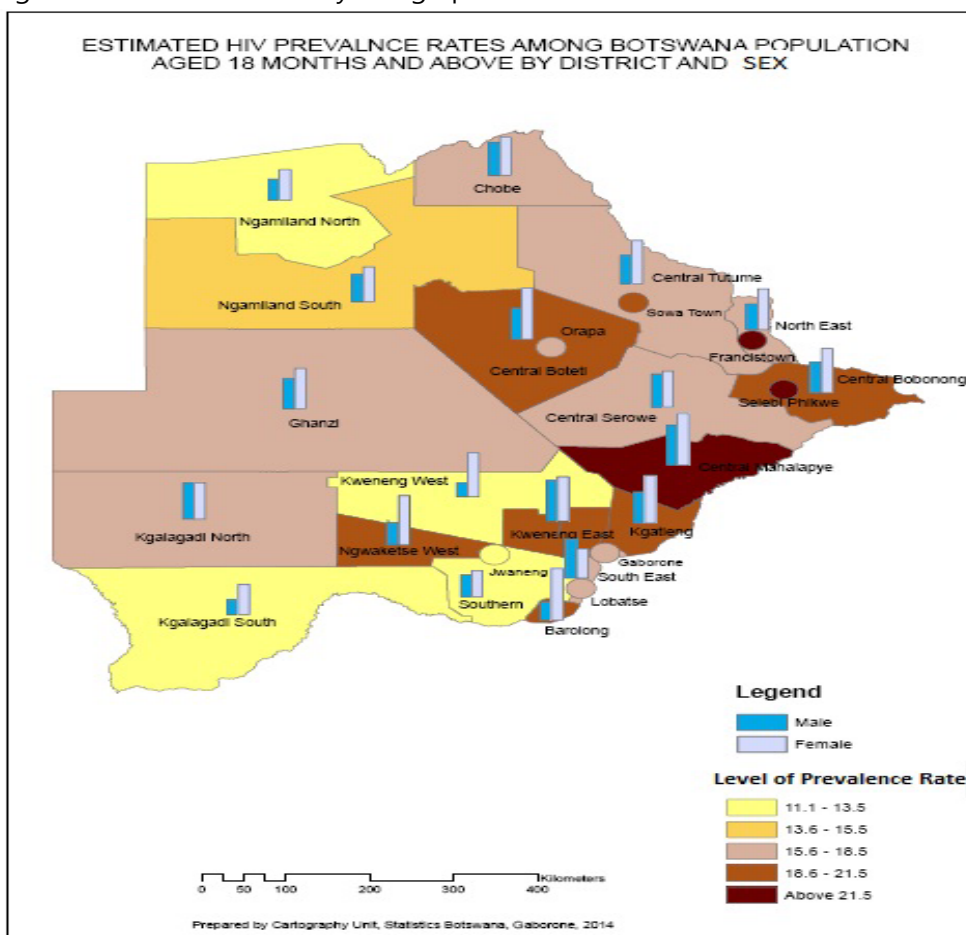 ESTIMATED HIV PREVALNCE RATES AMONG BOTSWANA POPULATION
AGED 18 MONTHS AND ABOVE BY DISTRICT AND SEX
Chobe
Ngamiland North
Central Tutume
Ngamiland South
Sowa Town
North East
Orapa
Francistown
Central Boteti
Central Bobonong
Selebi Phikwe
Central Serowe
Ghanzi
Central Mahalapye
Kweneng West
Kgalagadi North
Kweneng East
Kgatleng
Ngwaketse West
Gaborone
Jwaneng
South East
Southern
Lobatse
Kgalagadi South
Barolong
Legend
Male
Female
Level of Prevalence Rate
11.1 - 13.5
13.6 - 15.5
15.6 - 18.5
18.6 - 21.5
Above 21.5
Kilometers
0 50 100 200 300 400
Prepared by Cartography Unit, Statistics Botswana, Gaborone, 2014